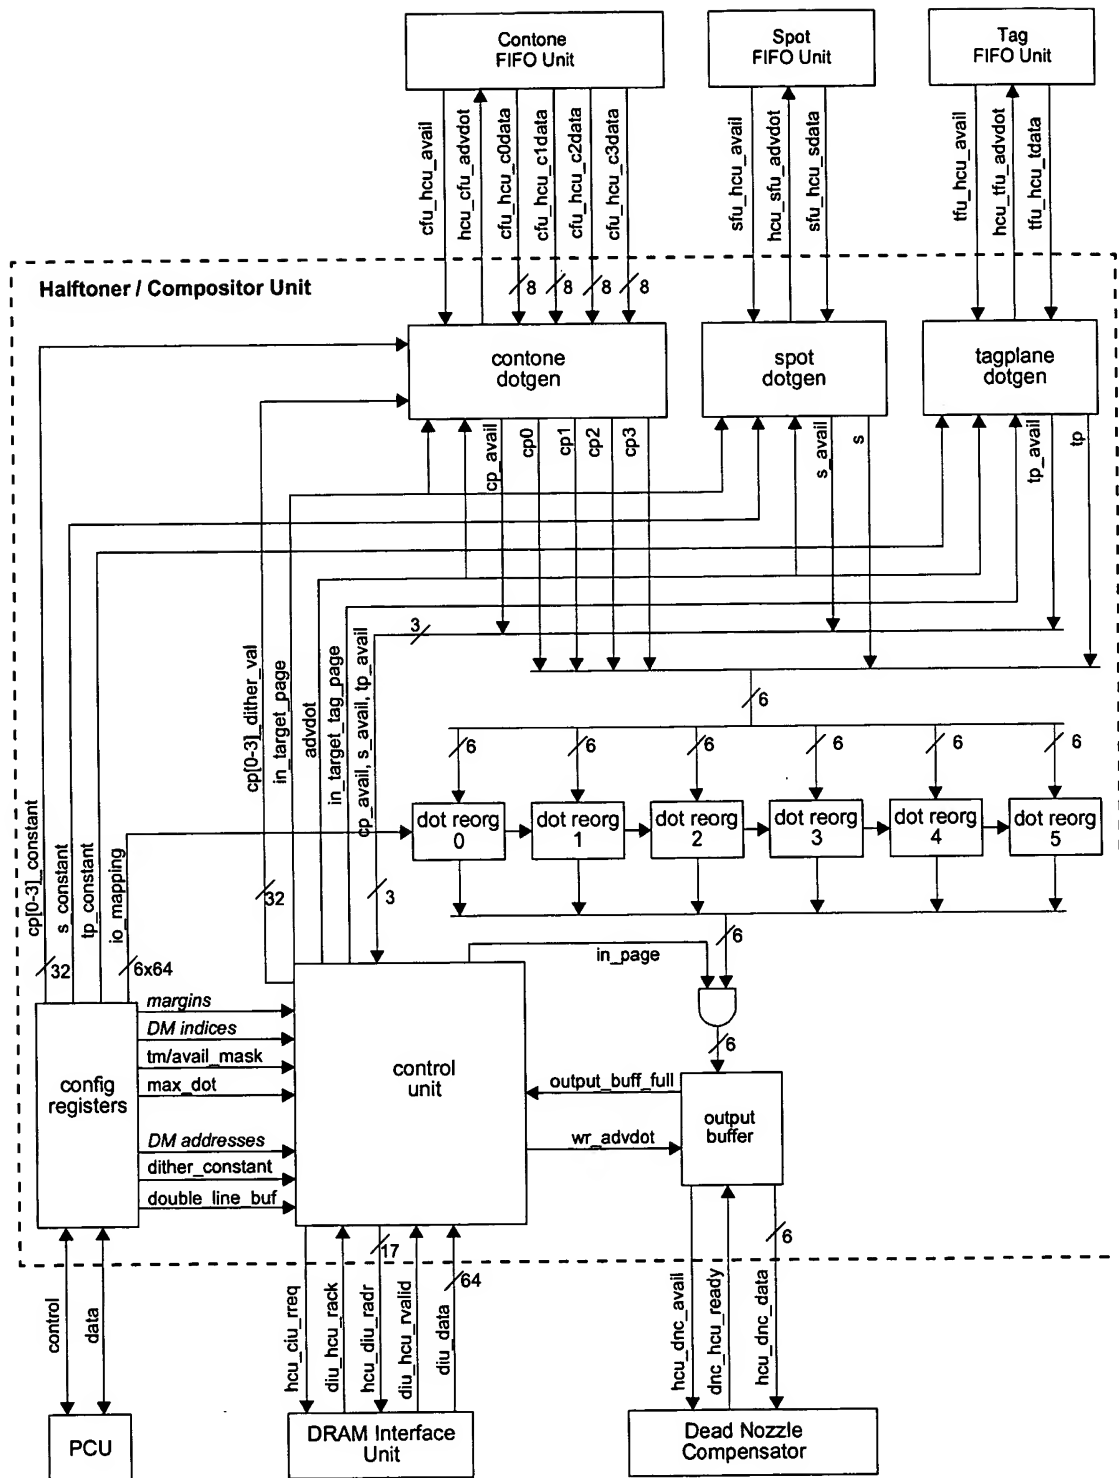 Contone
FIFO Unit
Spot
FIFO Unit
Tag
FIFO Unit
cfu_hcu_avail
hcu_cfu_advdot
cfu_hcu_c0data
cfu_hcu_c1data
cfu_hcu_c2data
cfu_hcu_c3data
sfu_hcu_avail
hcu_sfu_advdot
sfu_hcu_sdata
tfu_hcu_avail
hcu_tfu_advdot
tfu_hcu_tdata
Halftoner / Compositor Unit
8
8
8
8
contone
dotgen
spot
dotgen
tagplane
dotgen
cp_avail
cp0
cp1
cp2
cp3
s_avail
s
tp_avail
tp
3
cp[0-3]_dither_val
in_target_page
advdot
in_target_tag_page
cp_avail, s_avail, tp_avail
6
6
6
6
6
6
6
cp[0-3]_constant
s_constant
tp_constant
io_mapping
dot reorg
0
dot reorg
1
dot reorg
2
dot reorg
3
dot reorg
4
dot reorg
5
32
3
6
in_page
32
6x64
margins
DM indices
tm/avail_mask
max_dot
DM addresses
dither_constant
double_line_buf
config
registers
control
unit
6
output_buff_full
wr_advdot
output
buffer
17
64
6
control
data
hcu_ciu_rreq
diu_hcu_rack
hcu_diu_radr
diu_hcu_rvalid
diu_data
hcu_dnc_avail
dnc_hcu_ready
hcu_dnc_data
PCU
DRAM Interface
Unit
Dead Nozzle
Compensator